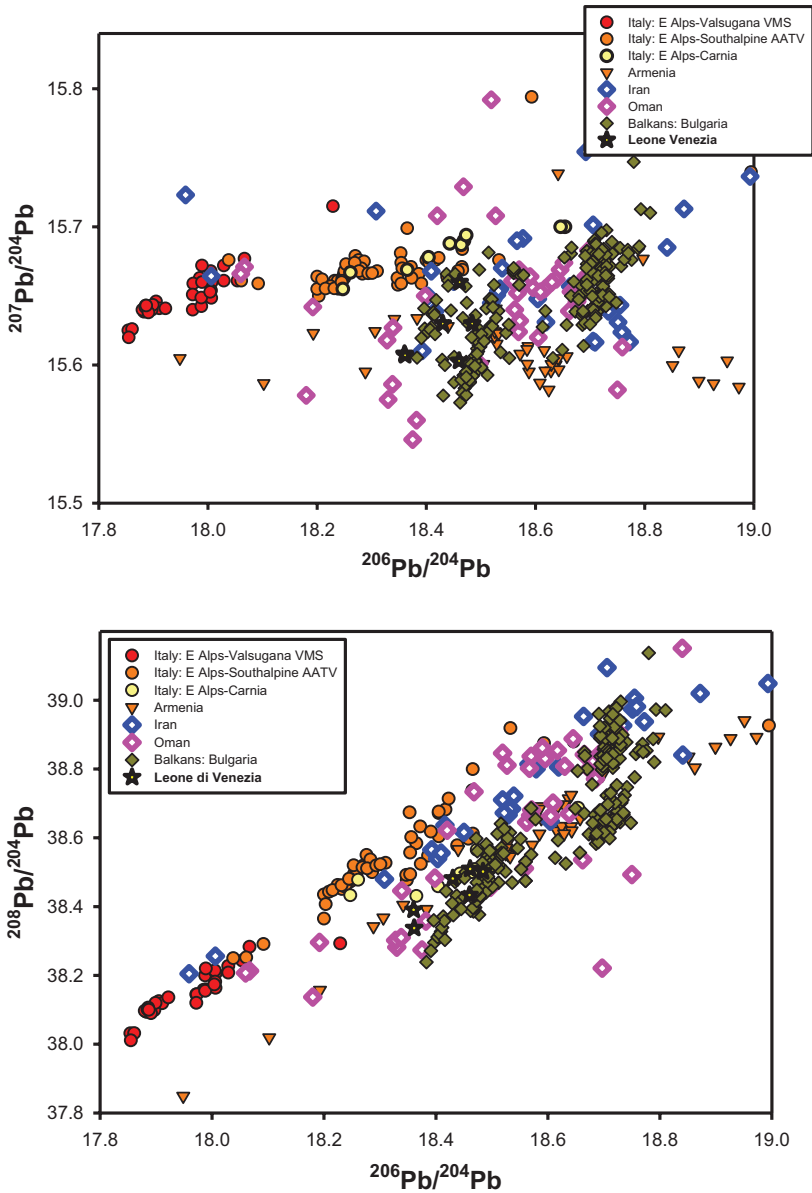 Italy: E Alps-Valsugana VMS
Italy: E Alps-Southalpine AATV
Italy: E Alps-Carnia
Armenia
Iran
Oman
Balkans: Bulgaria
Leone Venezia
15.8
15.7
15.6
15.5
207Pb/204Pb
17.8 18.0 18.2 18.4 18.6 18.8 19.0
206Pb/204Pb
Italy: E Alps-Valsugana VMS
Italy: E Alps-Southalpine AATV
Italy: E Alps-Carnia
Armenia
Iran
Oman
Balkans: Bulgaria
Leone di Venezia
39.0
38.8
38.6
38.4
38.2
38.0
37.8
208Pb/204Pb
17.8 18.0 18.2 18.4 18.6 18.8 19.0
206Pb/204Pb